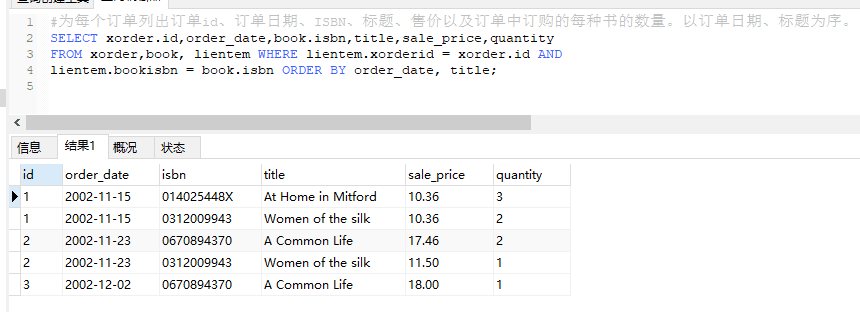 1 #为每个订单列出订单id、订单日期、ISBN、标题、售价以及订单中订购的每种书的数量。以订单日期、标题为序。
2 SELECT xorder.id,order_date,book.isbn,title,sale_price,quantity
3 FROM xorder,book, lientem WHERE lientem.xorderid = xorder.id AND
4 lientem.bookisbn = book.isbn ORDER BY order_date, title;
5
信息 结果1 概况 状态
id order_date isbn title sale_price quantity
1 2002-11-15 014025448X At Home in Mitford 10.36 3
1 2002-11-15 0312009943 Women of the silk 10.36 2
2 2002-11-23 0670894370 A Common Life 17.46 2
2 2002-11-23 0312009943 Women of the silk 11.50 1
3 2002-12-02 0670894370 A Common Life 18.00 1